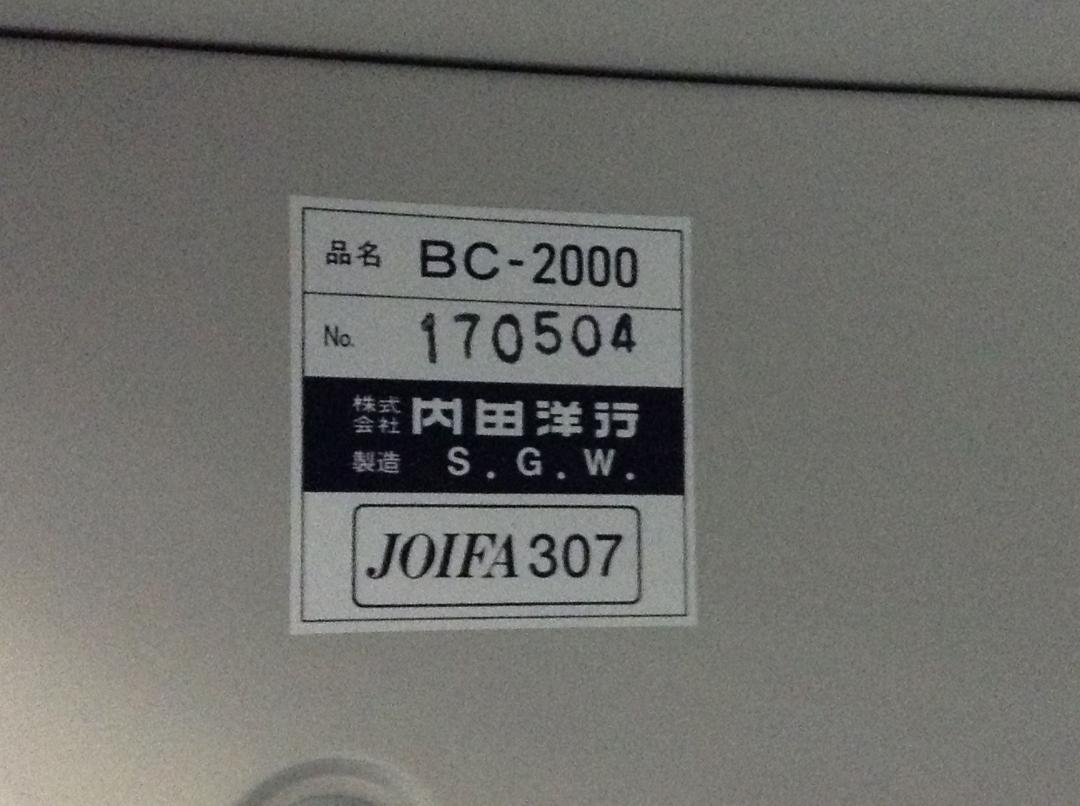 品名 BC-2000
No. 170504
株式会社 内田洋行
製造 S.G.W.
JOIFA 307